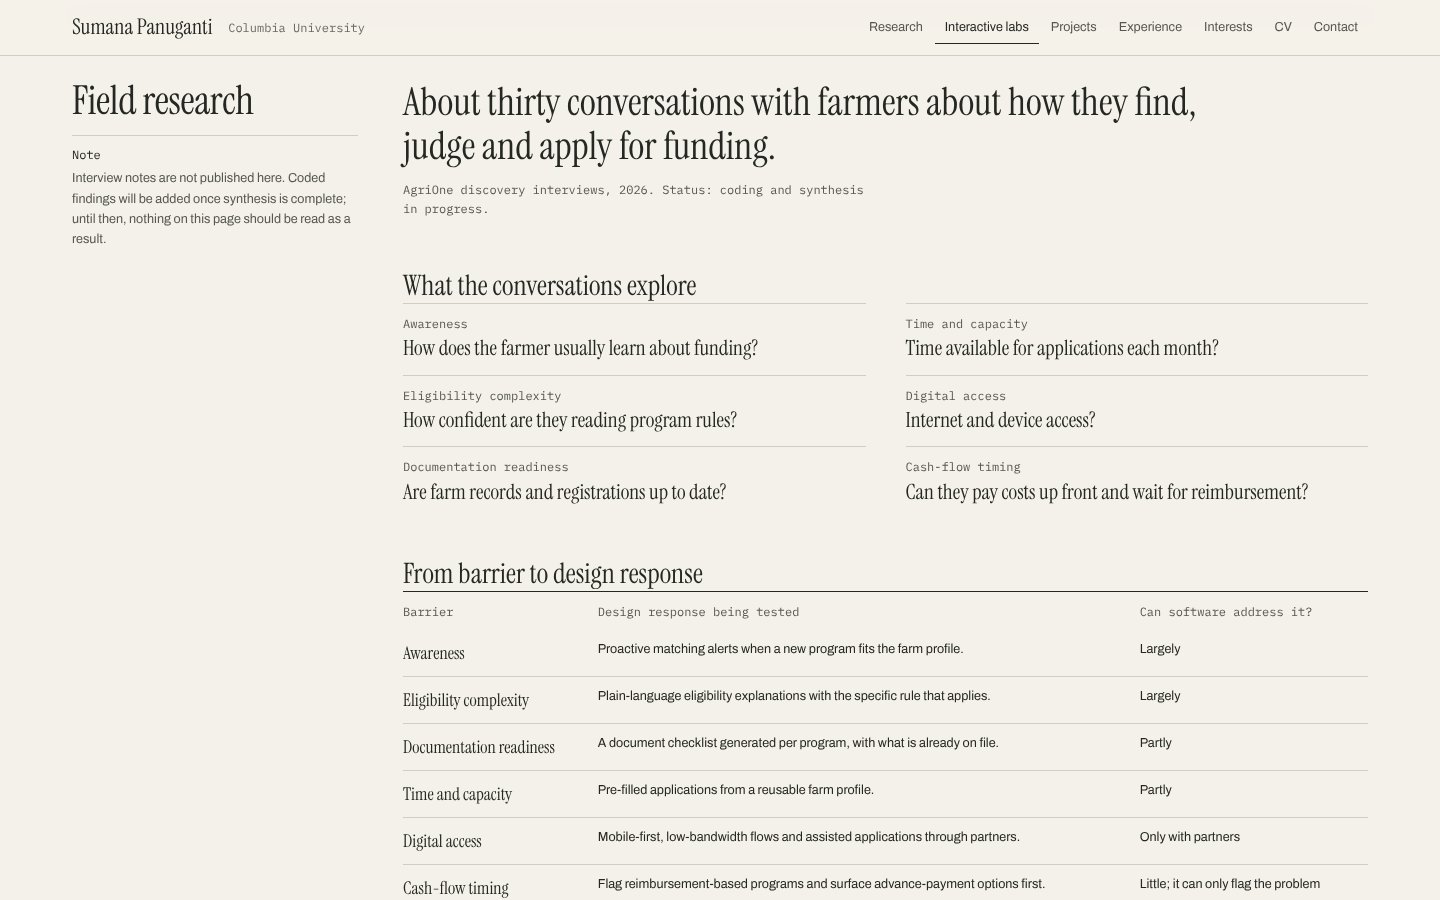 Sumana Panuganti Columbia University
Research Interactive labs Projects Experience Interests CV Contact
Field research
Note
Interview notes are not published here. Coded
findings will be added once synthesis is complete;
until then, nothing on this page should be read as a
result.
About thirty conversations with farmers about how they find,
judge and apply for funding.
AgriOne discovery interviews, 2026. Status: coding and synthesis
in progress.
What the conversations explore
Awareness
How does the farmer usually learn about funding?
Time and capacity
Time available for applications each month?
Eligibility complexity
How confident are they reading program rules?
Digital access
Internet and device access?
Documentation readiness
Are farm records and registrations up to date?
Cash-flow timing
Can they pay costs up front and wait for reimbursement?
From barrier to design response
Barrier Design response being tested Can software address it?
Awareness Proactive matching alerts when a new program fits the farm profile. Largely
Eligibility complexity Plain-language eligibility explanations with the specific rule that applies. Largely
Documentation readiness A document checklist generated per program, with what is already on file. Partly
Time and capacity Pre-filled applications from a reusable farm profile. Partly
Digital access Mobile-first, low-bandwidth flows and assisted applications through partners. Only with partners
Cash-flow timing Flag reimbursement-based programs and surface advance-payment options first. Little; it can only flag the problem